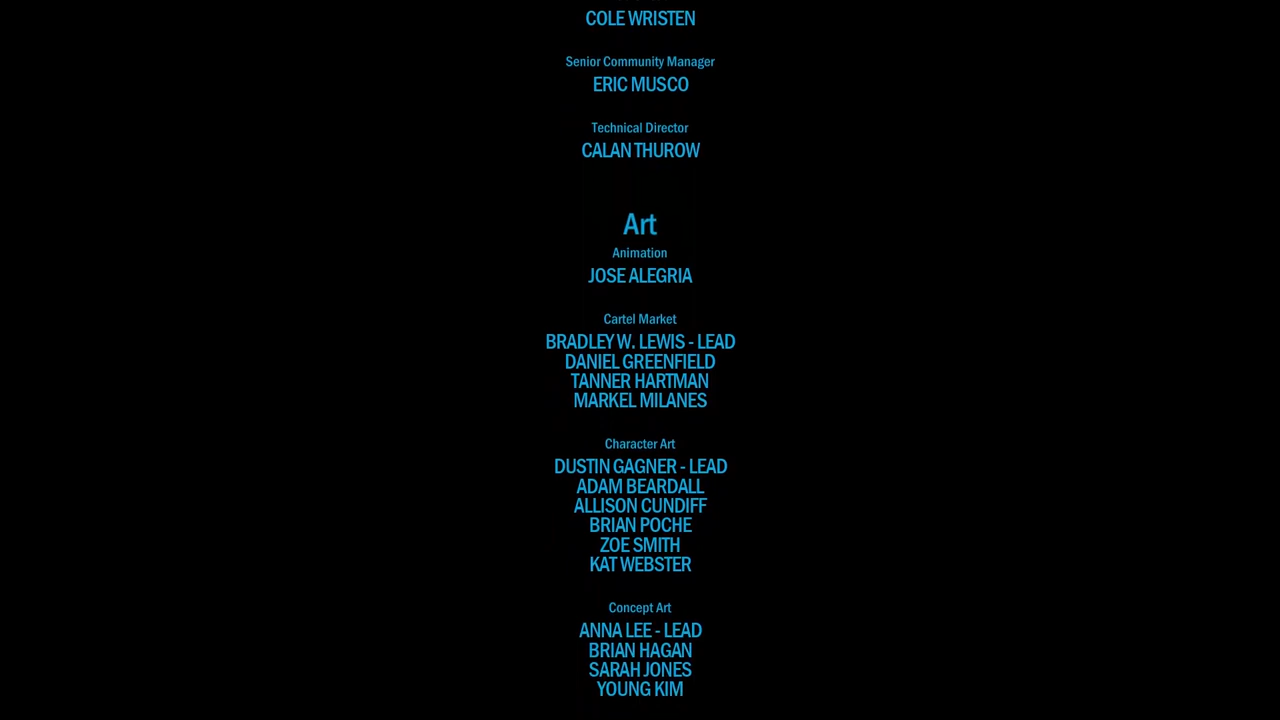 COLE WRISTEN
Senior Community Manager
ERIC MUSCO
Technical Director
CALAN THUROW
Art
Animation
JOSE ALEGRIA
Cartel Market
BRADLEY W. LEWIS - LEAD
DANIEL GREENFIELD
TANNER HARTMAN
MARKEL MILANES
Character Art
DUSTIN GAGNER - LEAD
ADAM BEARDALL
ALLISON CUNDIFF
BRIAN POCHE
ZOE SMITH
KAT WEBSTER
Concept Art
ANNA LEE - LEAD
BRIAN HAGAN
SARAH JONES
YOUNG KIM